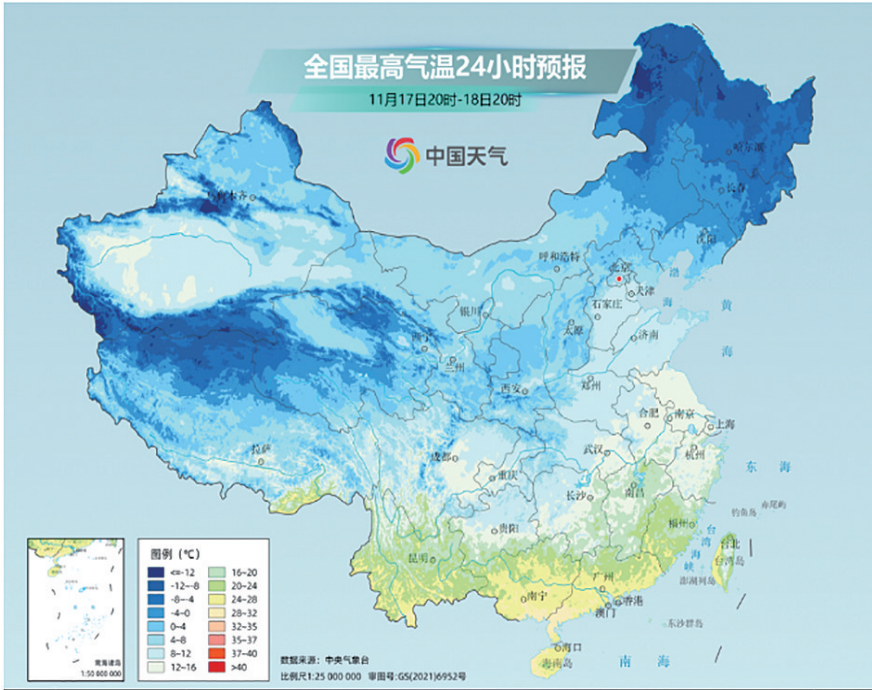 全国最高气温24小时预报
11月17日20时-18日20时
中国天气
哈尔滨
乌鲁木齐
长春
沈阳
呼和浩特
北京
渤
天津
石家庄
海
黄
银川
太原
西宁
济南
海
兰州
西安
郑州
合肥
南京
上海
拉萨
成都
武汉
杭州
重庆
东 海
长沙
南昌
钓鱼岛
赤尾屿
贵阳
福州
台
湾
海
峡
台北
昆明
台湾岛
广州
澎湖列岛
南宁
香港
澳门
东沙群岛
海口
海南岛
南 海
图例 (℃)
<=-12
-12~-8
-8~-4
-4~0
0~4
4~8
8~12
12~16
16~20
20~24
24~28
28~32
32~35
35~37
37~40
>40
南海诸岛
1:50 000 000
数据来源：中央气象台
比例尺1:25 000 000 审图号:GS(2021)6952号